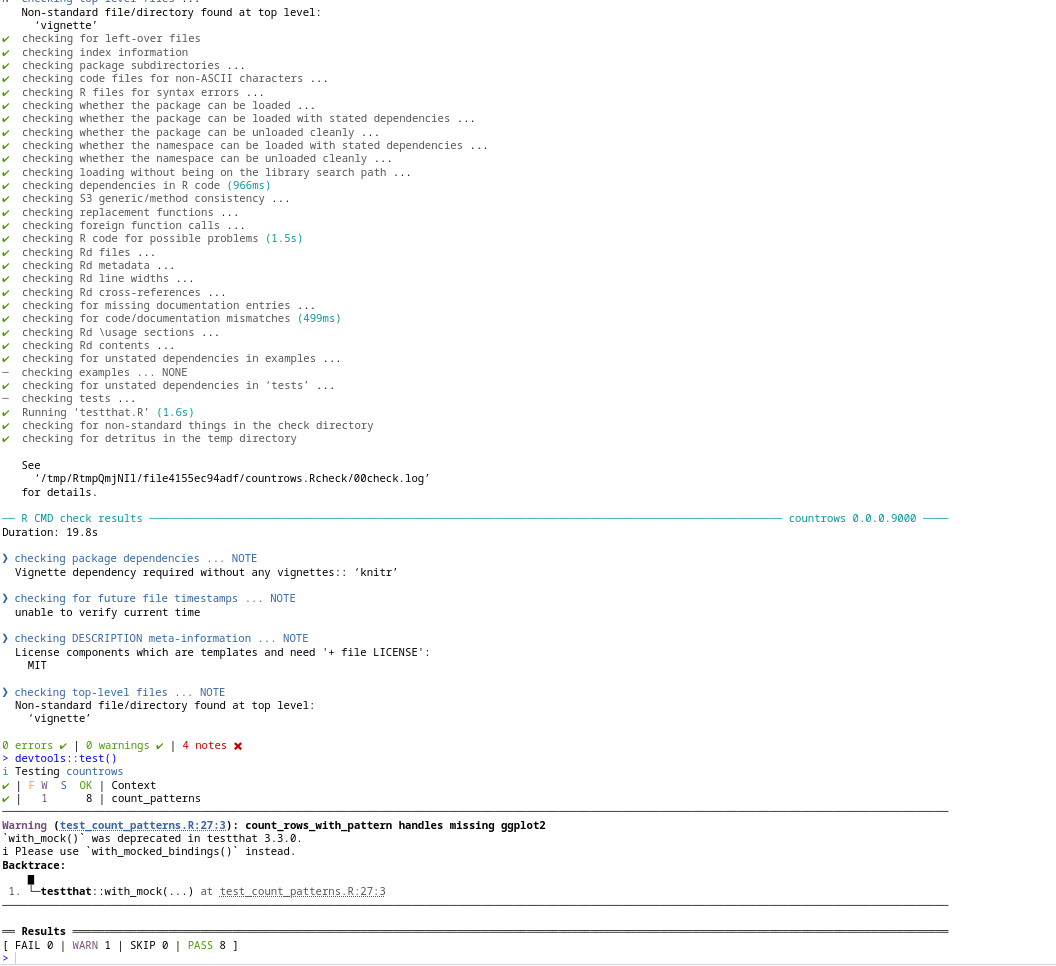 checking top-level files ...
Non-standard file/directory found at top level:
‘vignette’
✔ checking for left-over files
✔ checking index information
✔ checking package subdirectories ...
✔ checking code files for non-ASCII characters ...
✔ checking R files for syntax errors ...
✔ checking whether the package can be loaded ...
✔ checking whether the package can be loaded with stated dependencies ...
✔ checking whether the package can be unloaded cleanly ...
✔ checking whether the namespace can be loaded with stated dependencies ...
✔ checking whether the namespace can be unloaded cleanly ...
✔ checking loading without being on the library search path ...
✔ checking dependencies in R code (966ms)
✔ checking S3 generic/method consistency ...
✔ checking replacement functions ...
✔ checking foreign function calls ...
✔ checking R code for possible problems (1.5s)
✔ checking Rd files ...
✔ checking Rd metadata ...
✔ checking Rd line widths ...
✔ checking Rd cross-references ...
✔ checking for missing documentation entries ...
✔ checking for code/documentation mismatches (499ms)
✔ checking Rd \usage sections ...
✔ checking Rd contents ...
✔ checking for unstated dependencies in examples ...
─ checking examples ... NONE
✔ checking for unstated dependencies in ‘tests’ ...
─ checking tests ...
✔ Running ‘testthat.R’ (1.6s)
✔ checking for non-standard things in the check directory
✔ checking for detritus in the temp directory
See
‘/tmp/RtmpQmjNIl/file4155ec94adf/countrows.Rcheck/00check.log’
for details.
── R CMD check results ── countrows 0.0.0.9000 ────
Duration: 19.8s
❯ checking package dependencies ... NOTE
Vignette dependency required without any vignettes:: ‘knitr’
❯ checking for future file timestamps ... NOTE
unable to verify current time
❯ checking DESCRIPTION meta-information ... NOTE
License components which are templates and need '+ file LICENSE':
MIT
❯ checking top-level files ... NOTE
Non-standard file/directory found at top level:
‘vignette’
0 errors ✔ | 0 warnings ✔ | 4 notes ✖
> devtools::test()
i Testing countrows
✔ | F W  S  OK | Context
✔ |   1      8 | count_patterns
Warning (test_count_patterns.R:27:3): count_rows_with_pattern handles missing ggplot2
`with_mock()` was deprecated in testthat 3.3.0.
i Please use `with_mocked_bindings()` instead.
Backtrace:
█
1. └─testthat::with_mock(...) at test_count_patterns.R:27:3
══ Results ══
[ FAIL 0 | WARN 1 | SKIP 0 | PASS 8 ]
>